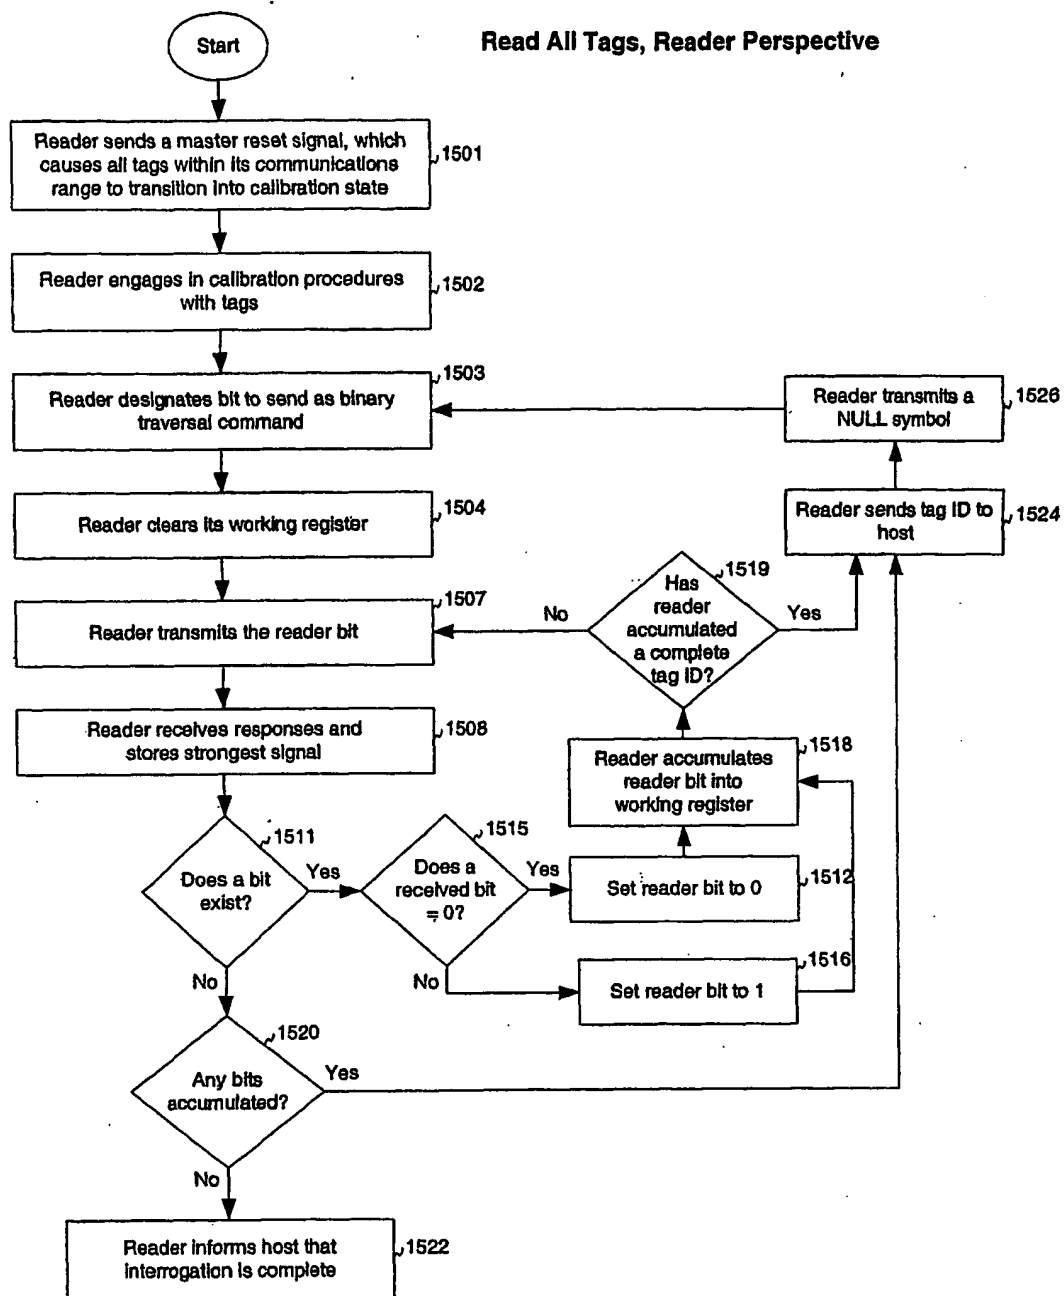 Start
Read All Tags, Reader Perspective
Reader sends a master reset signal, which
causes all tags within its communications
range to transition into calibration state
1501
Reader engages in calibration procedures
with tags
1502
1503
Reader designates bit to send as binary
traversal command
Reader transmits a
NULL symbol
1526
1504
Reader clears its working register
Reader sends tag ID to
host
1524
1519
Has
reader
accumulated
a complete
tag ID?
No
Yes
1507
Reader transmits the reader bit
Reader receives responses and
stores strongest signal
1508
1518
Reader accumulates
reader bit into
working register
1511
Does a bit
exist?
Yes
No
1515
Does a
received bit
= 0?
Yes
No
Set reader bit to 0
1512
1516
Set reader bit to 1
1520
Any bits
accumulated?
Yes
No
Reader informs host that
interrogation is complete
1522